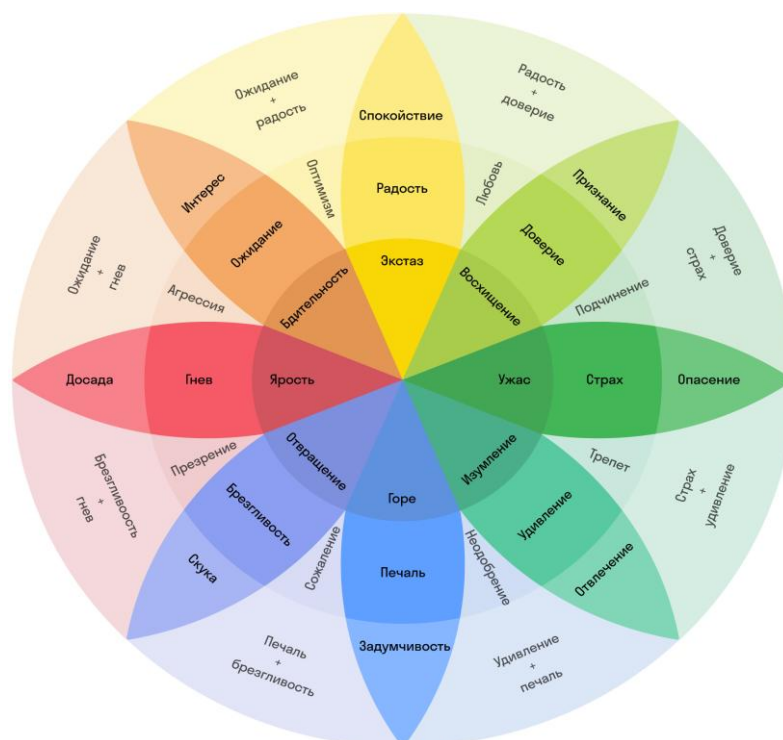 Ожидание
+
радость
Радость
+
доверие
Спокойствие
Интерес
Оптимизм
Радость
Любовь
Признание
Ожидание
Доверие
Ожидание
+
гнев
Агрессия
Бдительность
Экстаз
Восхищение
Подчинение
Доверие
+
страх
Досада
Гнев
Ярость
Ужас
Страх
Опасение
Брезгливоость
+
гнев
Презрение
Отвращение
Горе
Изумление
Трепет
Страх
+
удивление
Скука
Брезгливость
Сожаление
Печаль
Неодобрение
Удивление
Отвлечение
Печаль
+
брезгливость
Задумчивость
Удивление
+
печаль